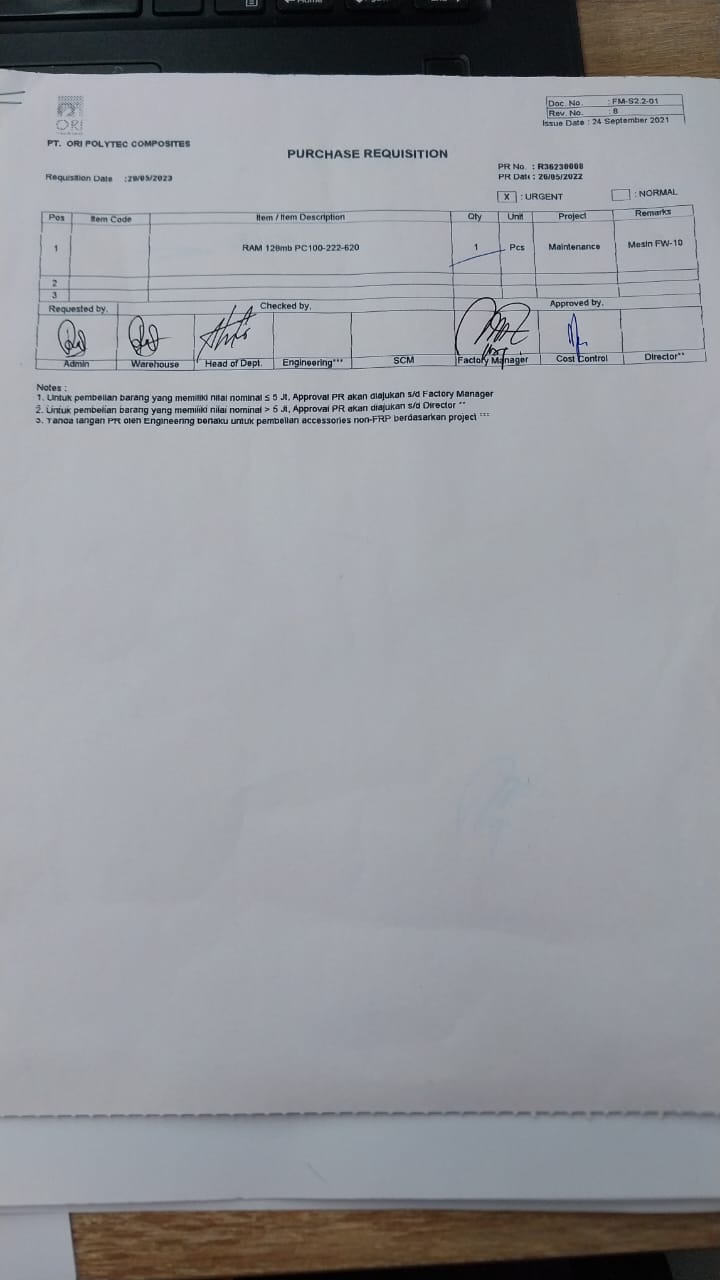 ORI
PT. ORI POLYTEC COMPOSITES
Doc No. : FM-S2.2-01
Rev. No. : 8
Issue Date : 24 September 2021
PURCHASE REQUISITION
Requisition Date :29/05/2023
PR No. : R36230008
PR Date : 26/05/2022
X : URGENT : NORMAL
Pos Item Code Item / Item Description Qty Unit Project Remarks
1 RAM 128mb PC100-222-620 1 Pcs Maintenance Mesin FW-10
2
3
Requested by. Checked by. Approved by.
Admin Warehouse Head of Dept. Engineering*** SCM Factory Manager Cost Control Director**
Notes :
1. Untuk pembelian barang yang memiliki nilai nominal ≤ 5 Jt, Approval PR akan diajukan s/d Factory Manager
2. Untuk pembelian barang yang memiliki nilai nominal > 5 Jt, Approval PR akan diajukan s/d Director **
3. Tanda tangan PR oleh Engineering berlaku untuk pembelian accessories non-FRP berdasarkan project ***